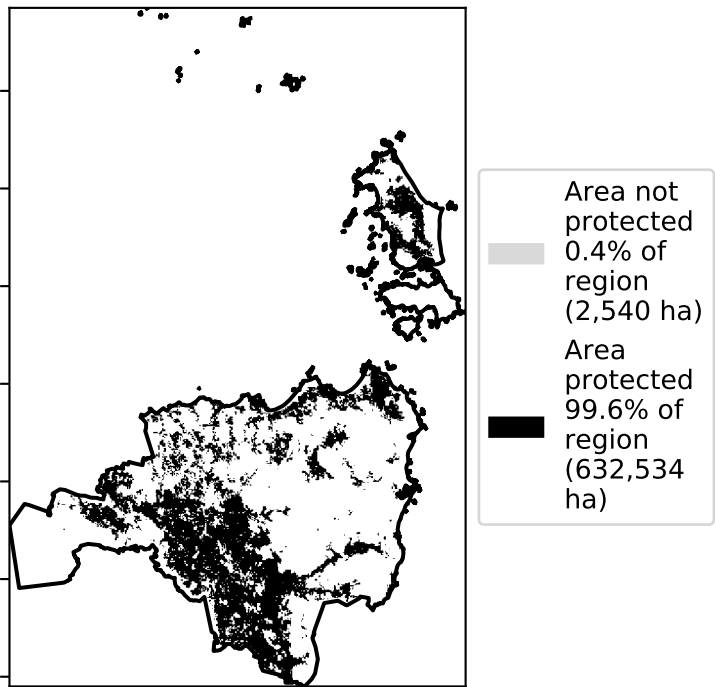 Area not
protected
0.4% of
region
(2,540 ha)
Area
protected
99.6% of
region
(632,534
ha)